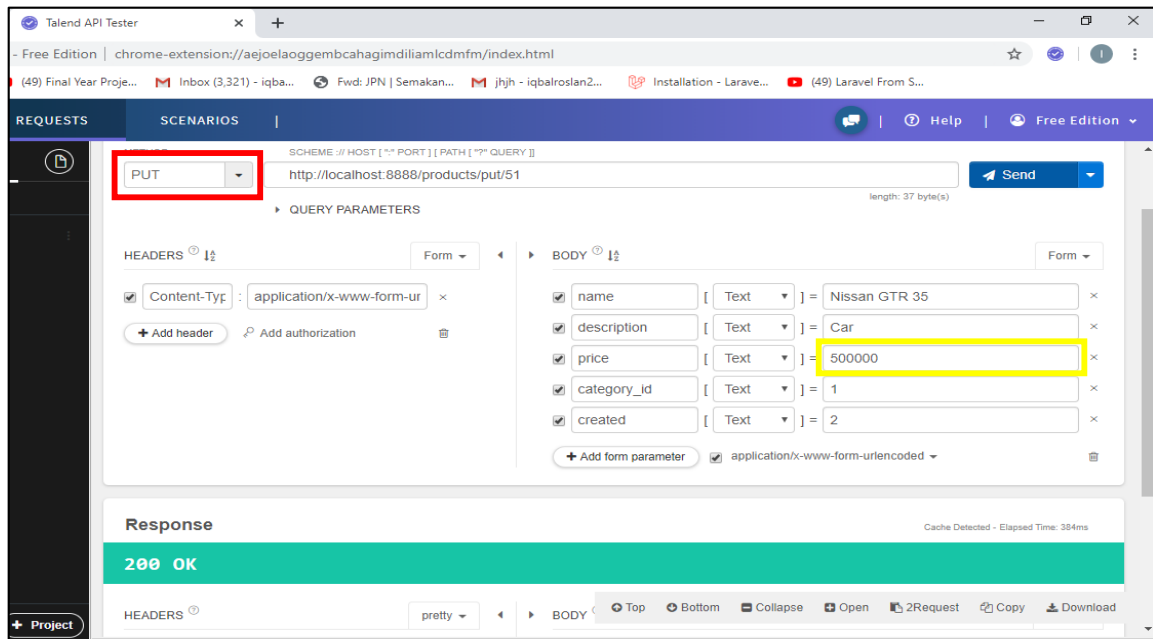 Talend API Tester × +
- Free Edition | chrome-extension://aejoelaoggembcahagimdiliamlcdmfm/index.html
(49) Final Year Proje... Inbox (3,321) - iqba... Fwd: JPN | Semakan... jhjh - iqbalroslan2... Installation - Larave... (49) Laravel From S...
REQUESTS SCENARIOS | | Help | Free Edition
SCHEME :// HOST [ ":" PORT ] [ PATH [ "?" QUERY ]]
PUT http://localhost:8888/products/put/51 Send
length: 37 byte(s)
QUERY PARAMETERS
HEADERS Form BODY Form
Content-Typ : application/x-www-form-ur × name [ Text ] = Nissan GTR 35 ×
+ Add header Add authorization description [ Text ] = Car ×
price [ Text ] = 500000 ×
category_id [ Text ] = 1 ×
created [ Text ] = 2 ×
+ Add form parameter application/x-www-form-urlencoded
Response Cache Detected - Elapsed Time: 384ms
200 OK
HEADERS pretty BODY Top Bottom Collapse Open 2Request Copy Download
+ Project